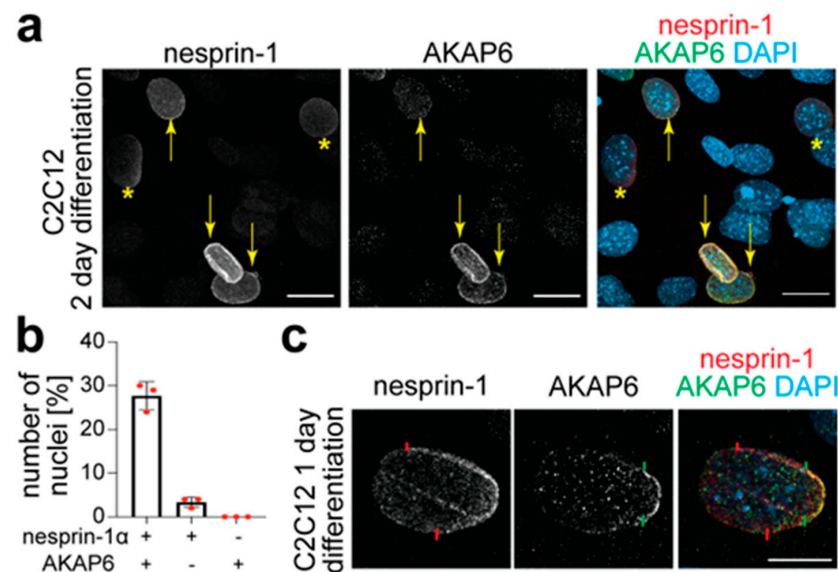 a
nesprin-1
AKAP6
nesprin-1
AKAP6 DAPI
C2C12
2 day differentiation
*
*
*
*
b
number of
nuclei [%]
40
30
20
10
0
nesprin-1α + + -
AKAP6 + - +
c
nesprin-1
AKAP6
nesprin-1
AKAP6 DAPI
C2C12 1 day
differentiation